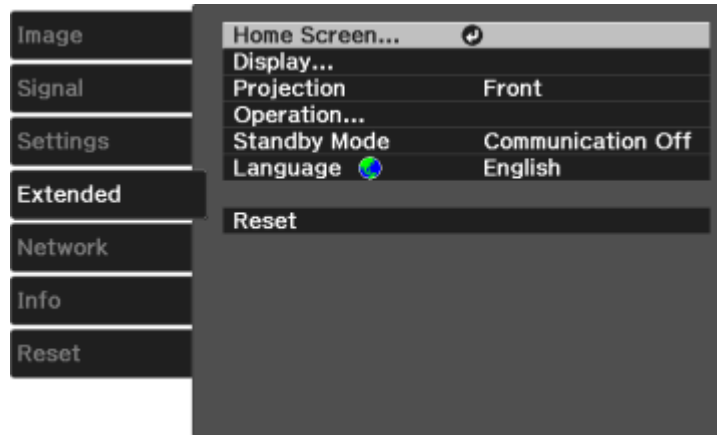 Image
Signal
Settings
Extended
Network
Info
Reset
Home Screen...
Display...
Projection Front
Operation...
Standby Mode Communication Off
Language English
Reset